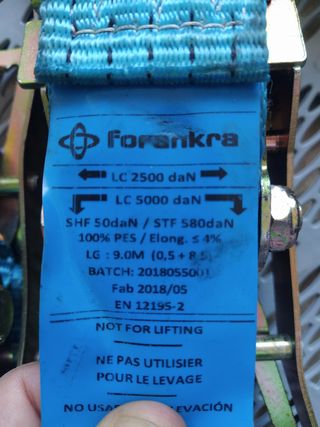 forankra
LC 2500 daN
LC 5000 daN
SHF 50daN / STF 580daN
100% PES / Elong. ≤ 4%
LG : 9.0M (0,5 + 8,5)
BATCH: 2018055001
Fab 2018/05
EN 12195-2
NOT FOR LIFTING
NE PAS UTILISIER
POUR LE LEVAGE
NO